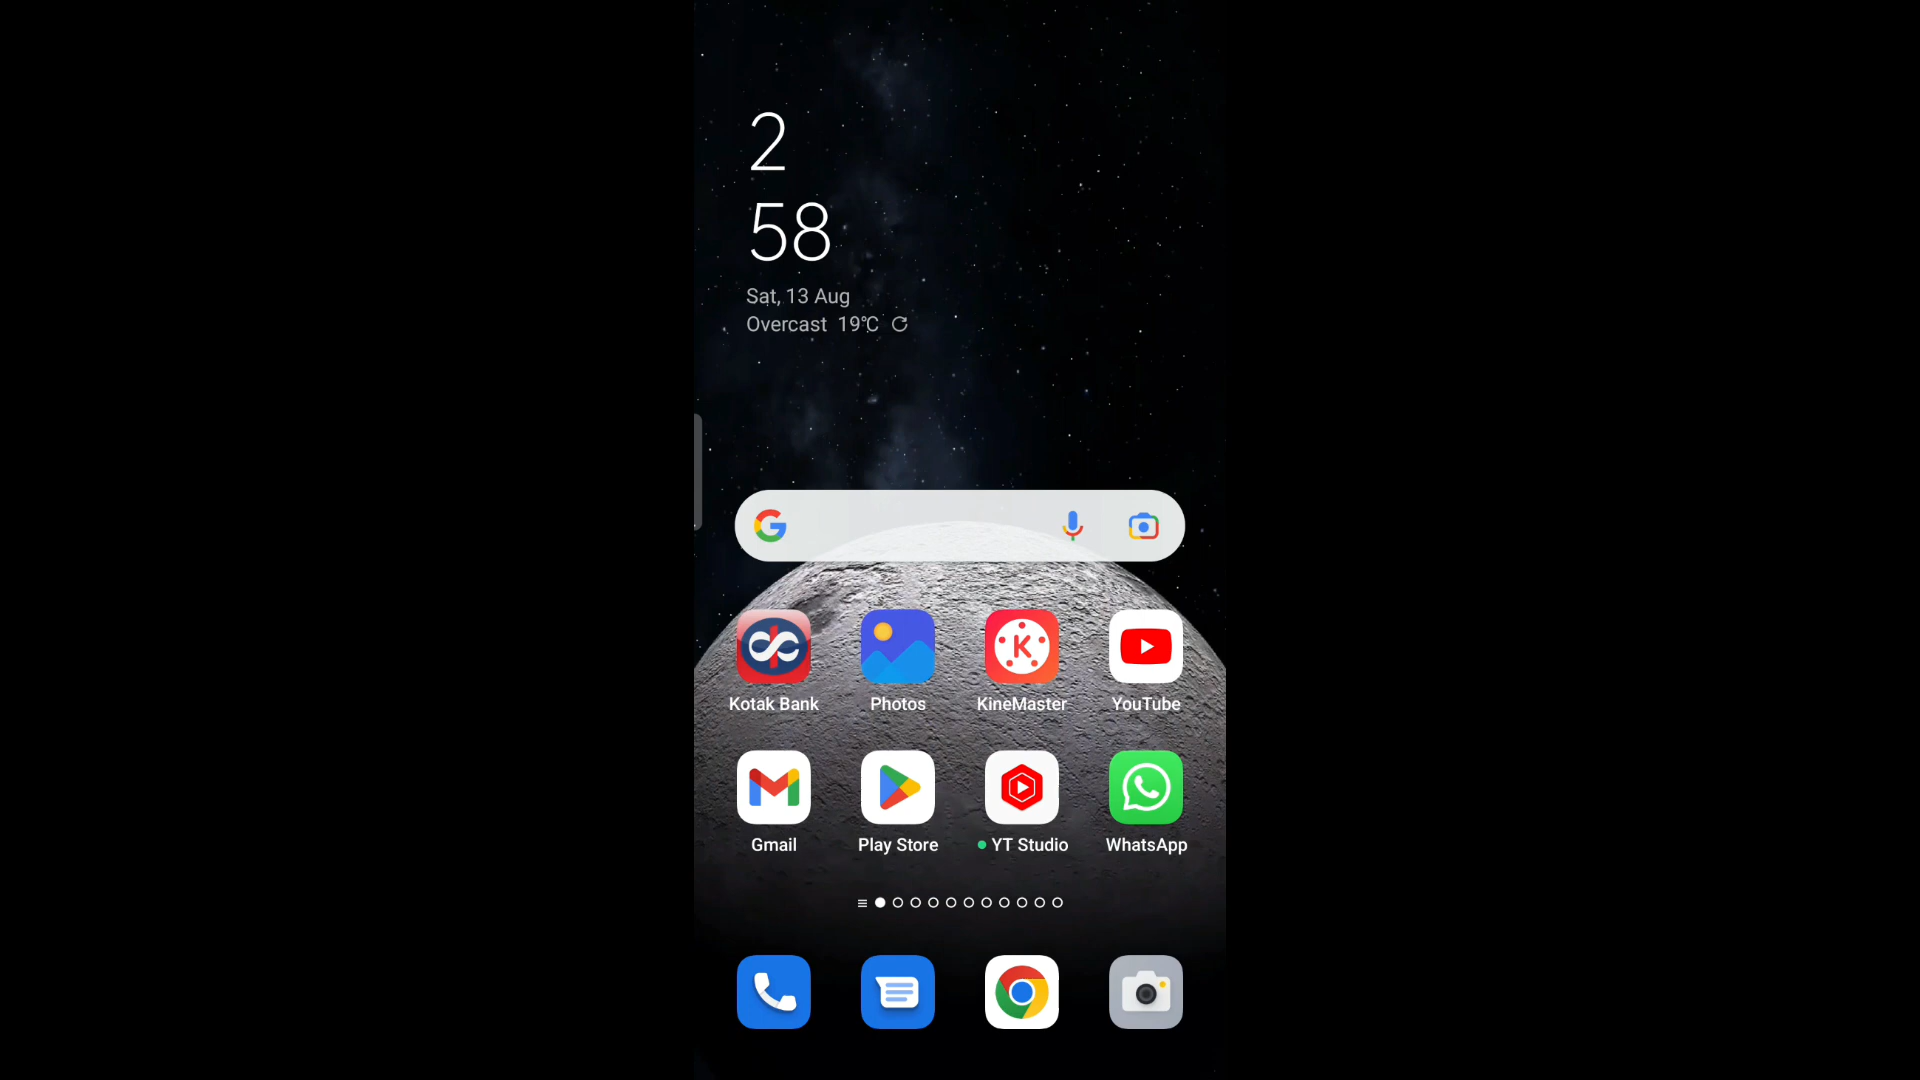 2
58
Sat, 13 Aug
Overcast 19°C
Kotak Bank Photos KineMaster YouTube
Gmail Play Store YT Studio WhatsApp